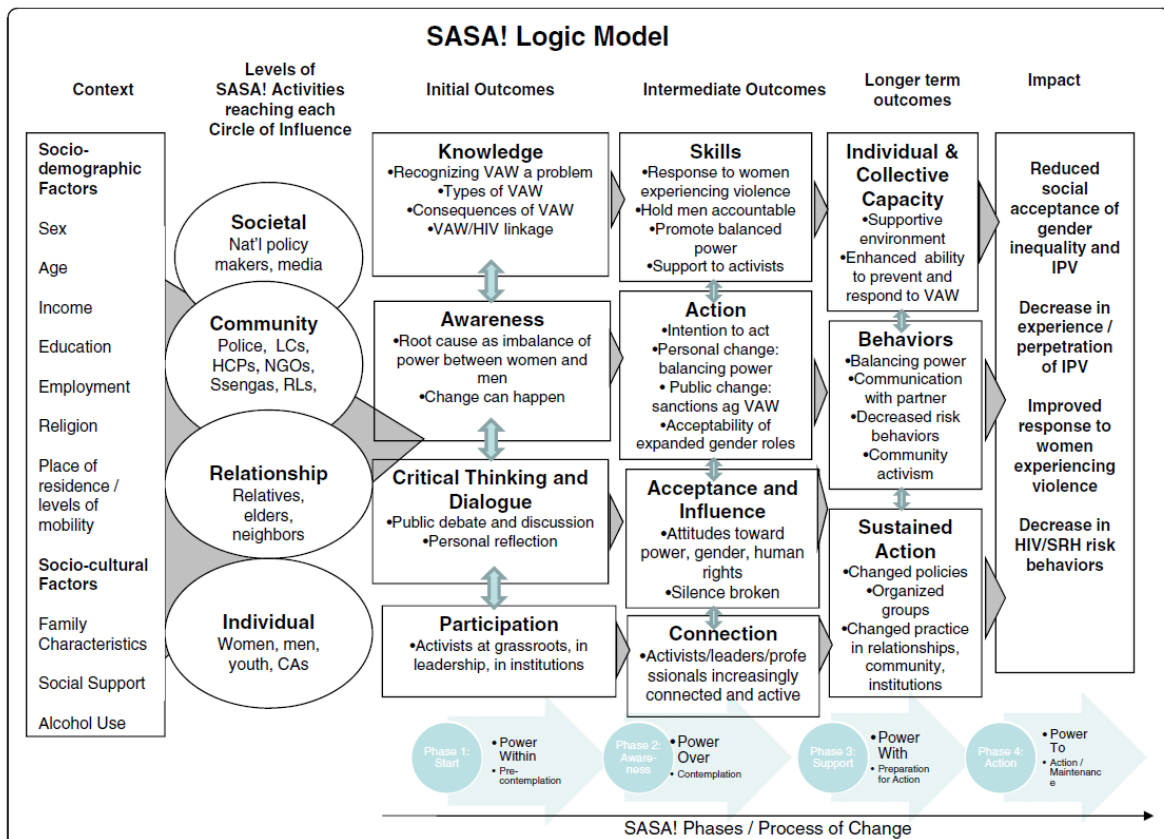 SASA! Logic Model
Context
Levels of
SASA! Activities
reaching each
Circle of Influence
Initial Outcomes
Intermediate Outcomes
Longer term
outcomes
Impact
Socio-
demographic
Factors
Sex
Age
Income
Education
Employment
Religion
Place of
residence /
levels of
mobility
Socio-cultural
Factors
Family
Characteristics
Social Support
Alcohol Use
Societal
Nat'l policy
makers, media
Community
Police, LCs,
HCPs, NGOs,
Ssengas, RLs,
Relationship
Relatives,
elders,
neighbors
Individual
Women, men,
youth, CAs
Knowledge
•Recognizing VAW a problem
•Types of VAW
•Consequences of VAW
•VAW/HIV linkage
Awareness
•Root cause as imbalance of
power between women and
men
•Change can happen
Critical Thinking and
Dialogue
•Public debate and discussion
•Personal reflection
Participation
•Activists at grassroots, in
leadership, in institutions
Skills
•Response to women
experiencing violence
•Hold men accountable
•Promote balanced
power
•Support to activists
Action
•Intention to act
•Personal change:
balancing power
• Public change:
sanctions ag VAW
•Acceptability of
expanded gender roles
Acceptance and
Influence
•Attitudes toward
power, gender, human
rights
•Silence broken
Connection
•Activists/leaders/profe
ssionals increasingly
connected and active
Individual &
Collective
Capacity
•Supportive
environment
•Enhanced ability
to prevent and
respond to VAW
Behaviors
•Balancing power
•Communication
with partner
•Decreased risk
behaviors
•Community
activism
Sustained
Action
•Changed policies
•Organized
groups
•Changed practice
in relationships,
community,
institutions
Reduced
social
acceptance of
gender
inequality and
IPV
Decrease in
experience /
perpetration
of IPV
Improved
response to
women
experiencing
violence
Decrease in
HIV/SRH risk
behaviors
Phase 1:
Start
• Power
Within
• Pre-
contemplation
Phase 2:
Aware-
ness
• Power
Over
• Contemplation
Phase 3:
Support
• Power
With
• Preparation
for Action
Phase 4:
Action
• Power
To
• Action /
Maintenanc
e
SASA! Phases / Process of Change